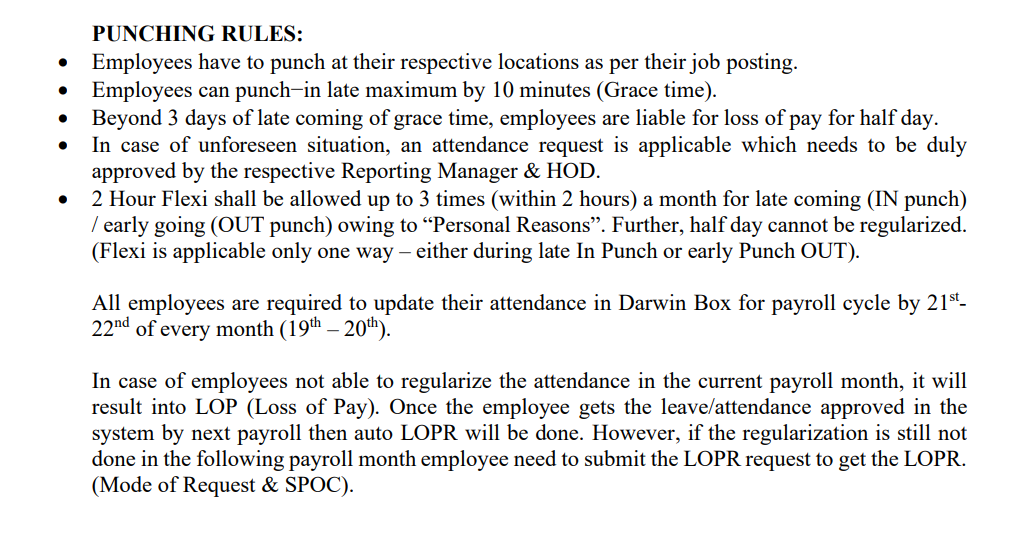 PUNCHING RULES:
• Employees have to punch at their respective locations as per their job posting.
• Employees can punch–in late maximum by 10 minutes (Grace time).
• Beyond 3 days of late coming of grace time, employees are liable for loss of pay for half day.
• In case of unforeseen situation, an attendance request is applicable which needs to be duly
approved by the respective Reporting Manager & HOD.
• 2 Hour Flexi shall be allowed up to 3 times (within 2 hours) a month for late coming (IN punch)
/ early going (OUT punch) owing to “Personal Reasons”. Further, half day cannot be regularized.
(Flexi is applicable only one way – either during late In Punch or early Punch OUT).
All employees are required to update their attendance in Darwin Box for payroll cycle by 21st-
22nd of every month (19th – 20th).
In case of employees not able to regularize the attendance in the current payroll month, it will
result into LOP (Loss of Pay). Once the employee gets the leave/attendance approved in the
system by next payroll then auto LOPR will be done. However, if the regularization is still not
done in the following payroll month employee need to submit the LOPR request to get the LOPR.
(Mode of Request & SPOC).